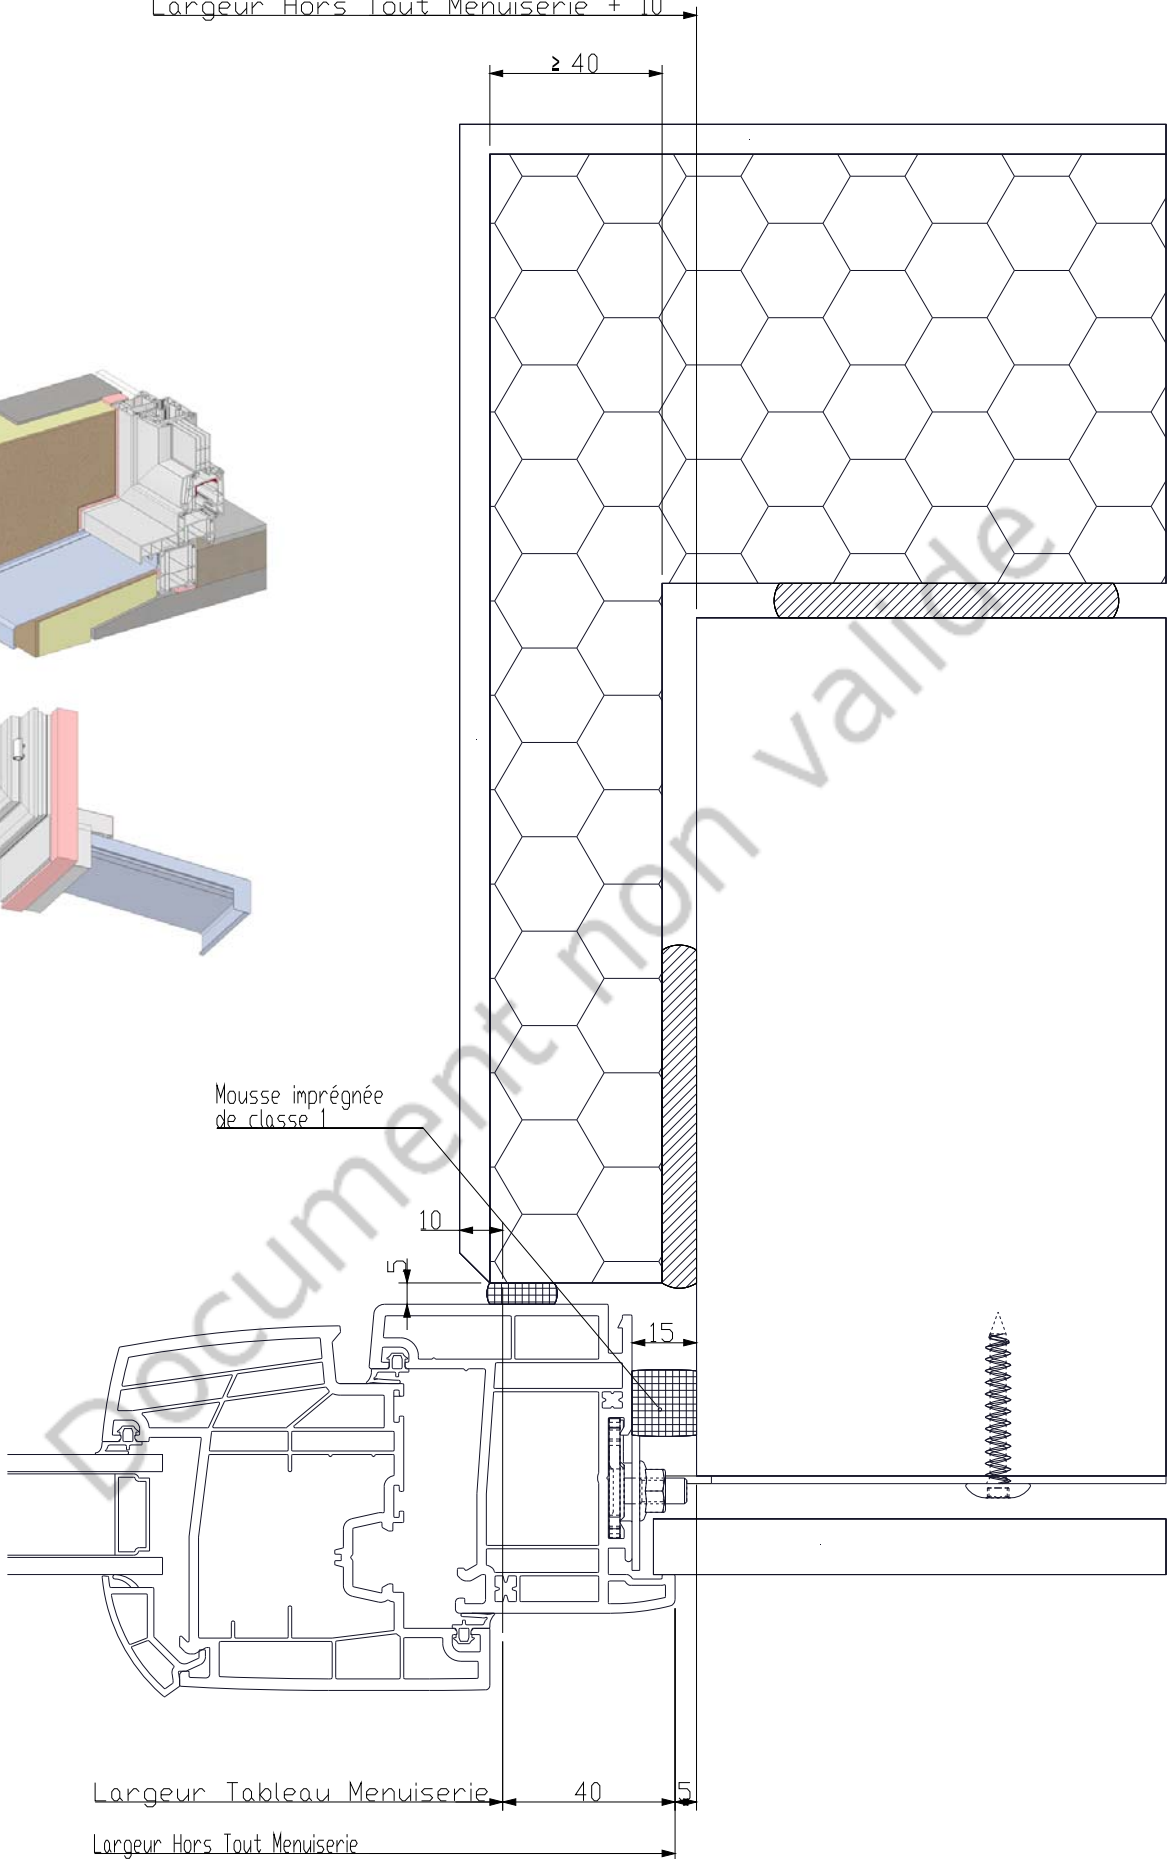 Largeur Hors Tout Menuiserie + 10
≥ 40
Mousse imprégnée
de classe 1
10
5
15
Document non valide
Largeur Tableau Menuiserie
40
5
Largeur Hors Tout Menuiserie